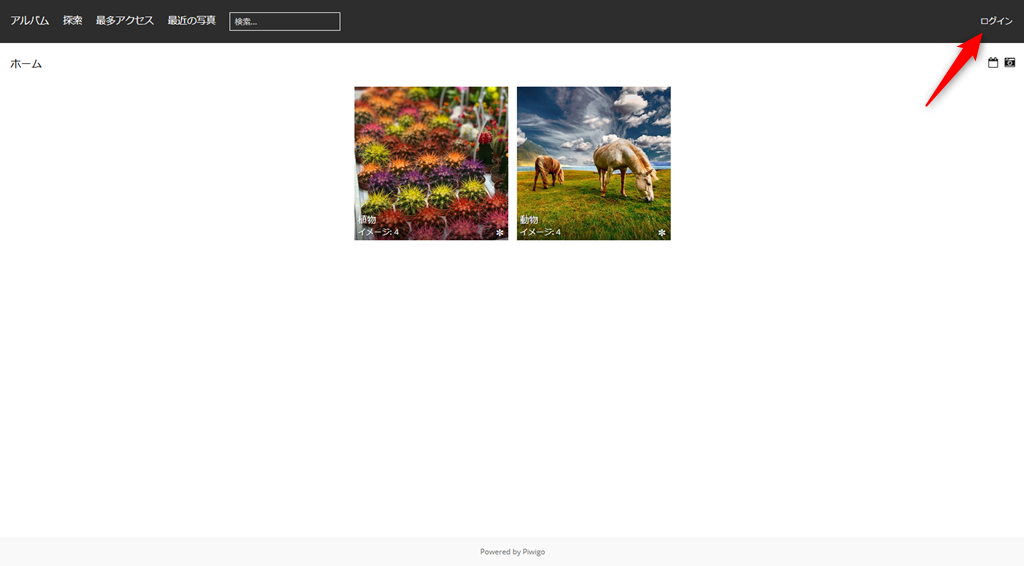 アルバム 探索 最多アクセス 最近の写真 検索... ログイン
ホーム
植物
イメージ: 4
動物
イメージ: 4
Powered by Piwigo